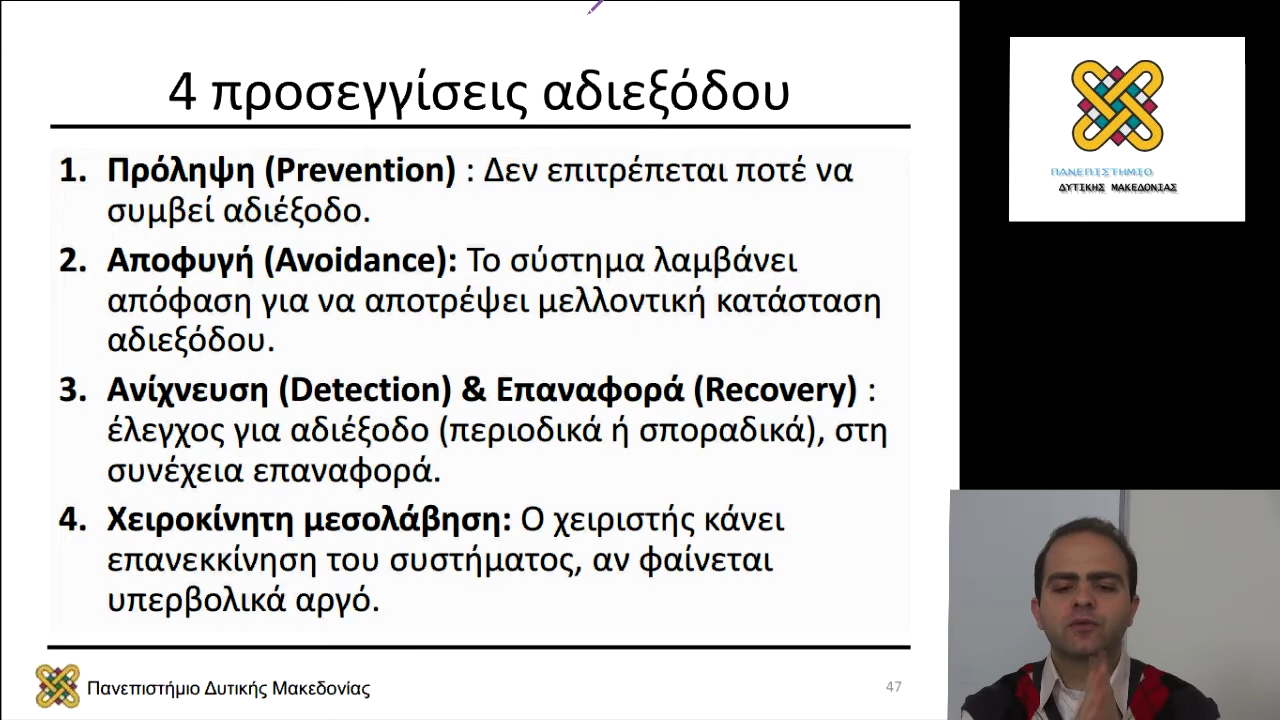 4 προσεγγίσεις αδιεξόδου
1. Πρόληψη (Prevention) : Δεν επιτρέπεται ποτέ να
συμβεί αδιέξοδο.
2. Αποφυγή (Avoidance): Το σύστημα λαμβάνει
απόφαση για να αποτρέψει μελλοντική κατάσταση
αδιεξόδου.
3. Ανίχνευση (Detection) & Επαναφορά (Recovery) :
έλεγχος για αδιέξοδο (περιοδικά ή σποραδικά), στη
συνέχεια επαναφορά.
4. Χειροκίνητη μεσολάβηση: Ο χειριστής κάνει
επανεκκίνηση του συστήματος, αν φαίνεται
υπερβολικά αργό.
Πανεπιστήμιο Δυτικής Μακεδονίας
47
ΠΑΝΕΠΙΣΤΗΜΙΟ
ΔΥΤΙΚΗΣ ΜΑΚΕΔΟΝΙΑΣ